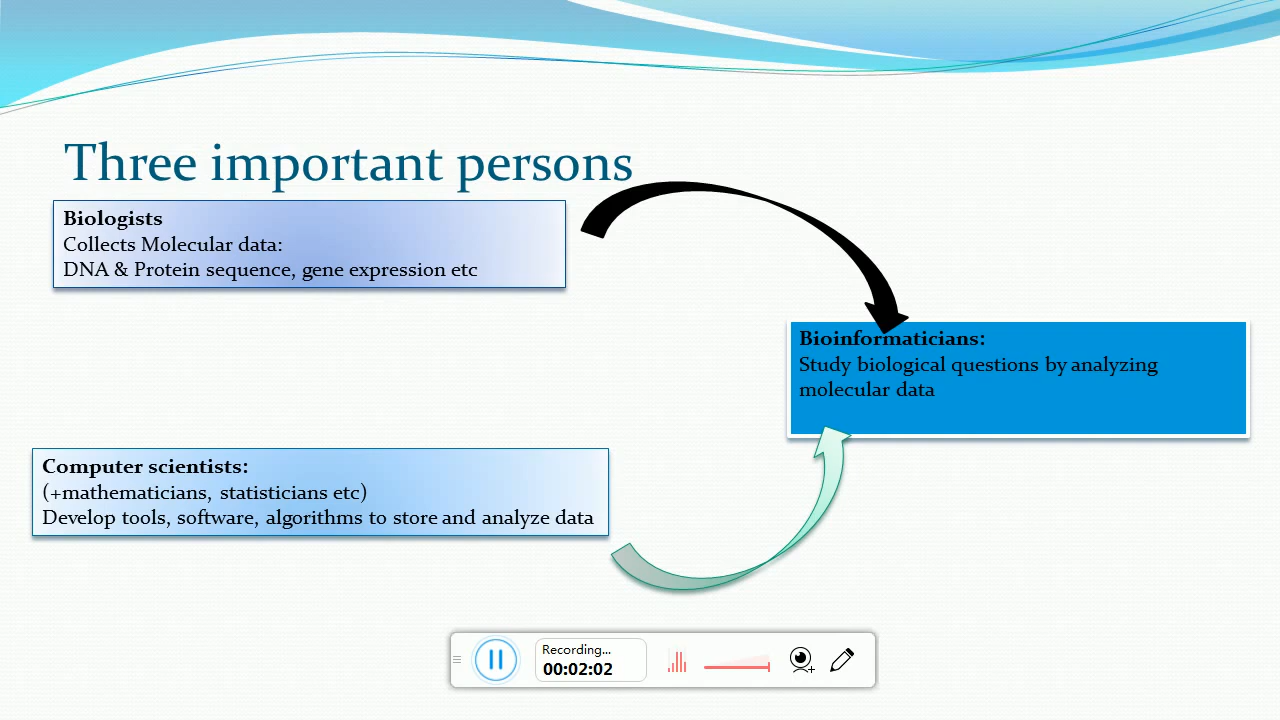 Three important persons
Biologists
Collects Molecular data:
DNA & Protein sequence, gene expression etc
Bioinformaticians:
Study biological questions by analyzing
molecular data
Computer scientists:
(+mathematicians, statisticians etc)
Develop tools, software, algorithms to store and analyze data
Recording...
00:02:02